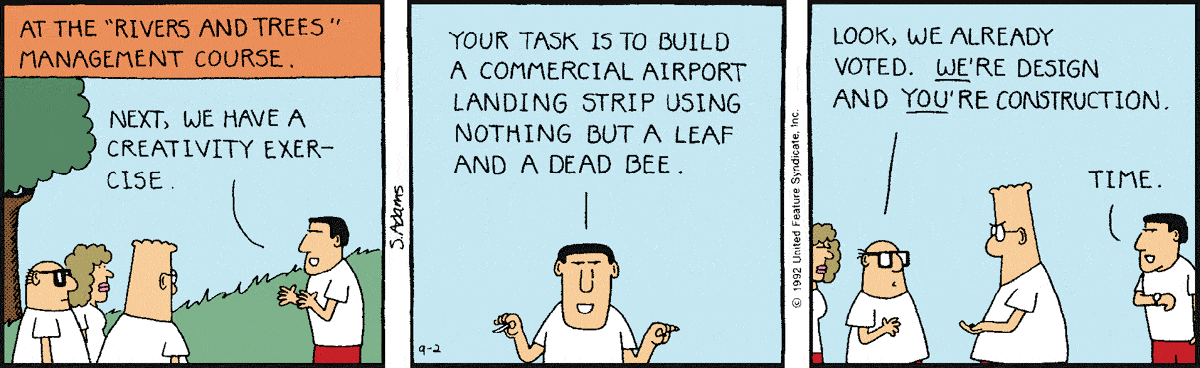 AT THE "RIVERS AND TREES"
MANAGEMENT COURSE.
NEXT, WE HAVE A
CREATIVITY EXER-
CISE.
S.Adams
YOUR TASK IS TO BUILD
A COMMERCIAL AIRPORT
LANDING STRIP USING
NOTHING BUT A LEAF
AND A DEAD BEE.
9-2
© 1992 United Feature Syndicate, Inc.
LOOK, WE ALREADY
VOTED. WE'RE DESIGN
AND YOU'RE CONSTRUCTION.
TIME.